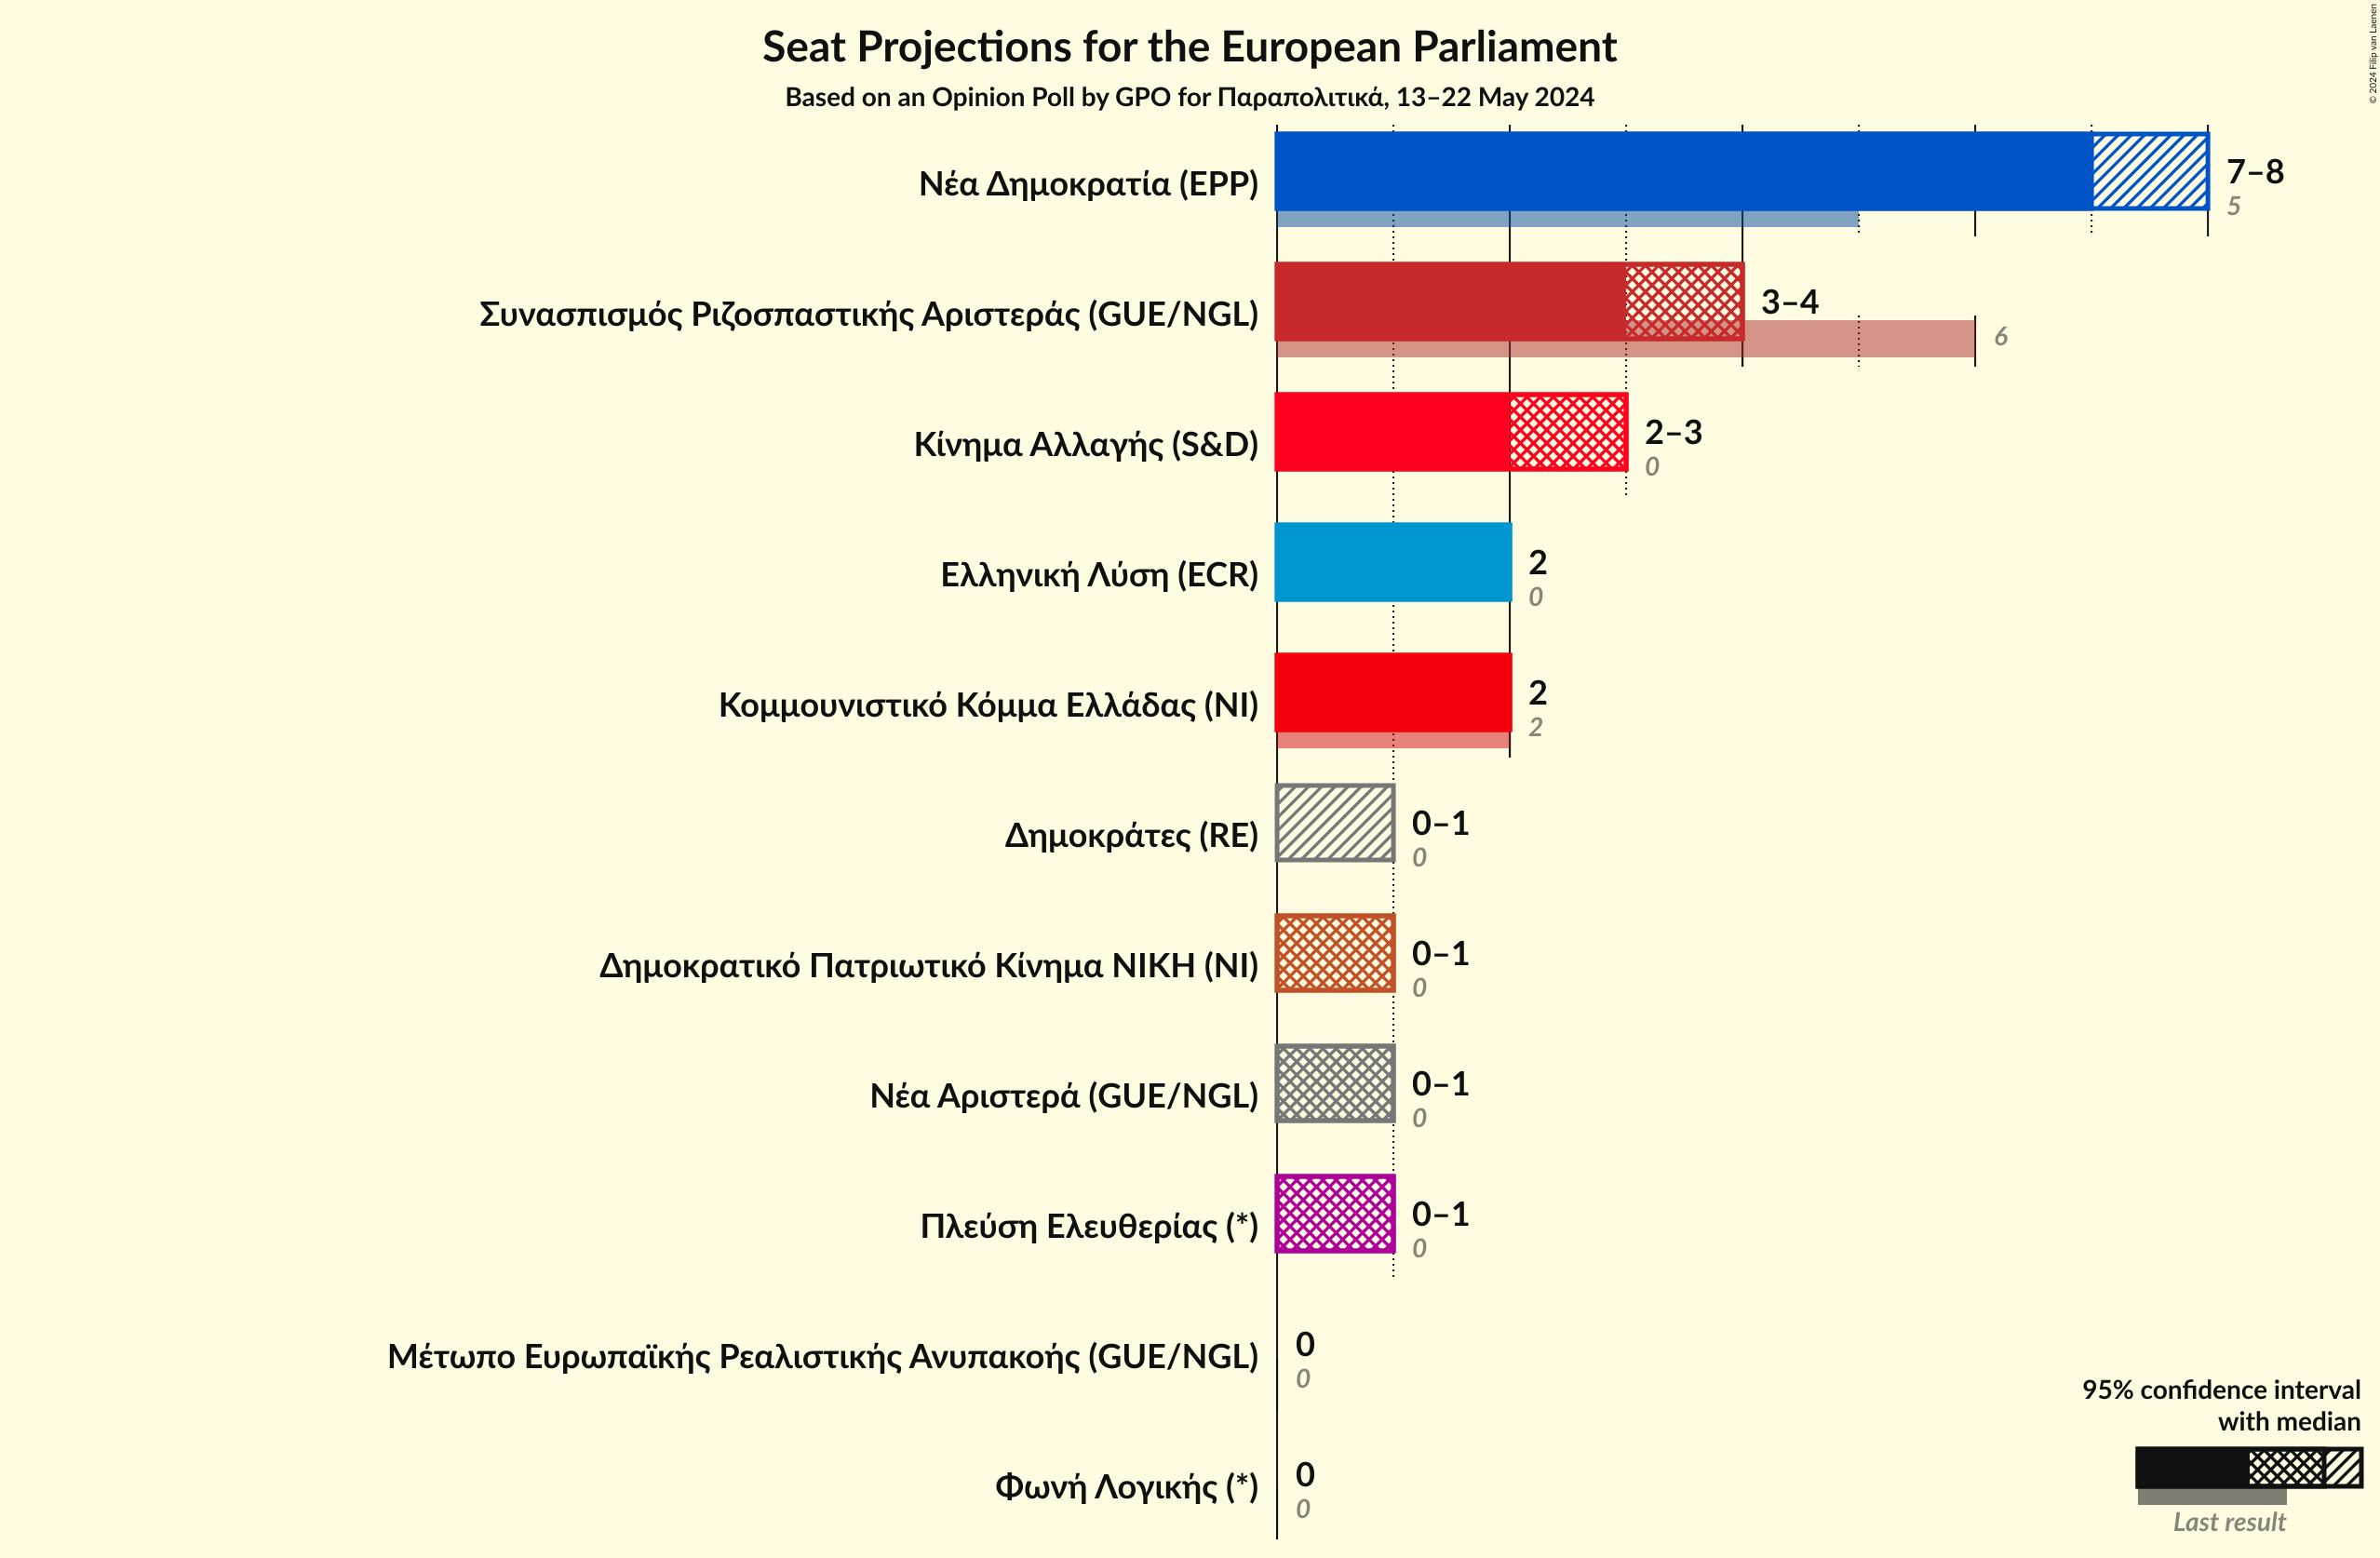 Seat Projections for the European Parliament
Based on an Opinion Poll by GPO for Παραπολιτικά, 13–22 May 2024
© 2024 Filip van Laenen
Νέα Δημοκρατία (EPP)
7–8
5
Συνασπισμός Ριζοσπαστικής Αριστεράς (GUE/NGL)
3–4
6
Κίνημα Αλλαγής (S&D)
2–3
0
Ελληνική Λύση (ECR)
2
0
Κομμουνιστικό Κόμμα Ελλάδας (NI)
2
2
Δημοκράτες (RE)
0–1
0
Δημοκρατικό Πατριωτικό Κίνημα ΝΙΚΗ (NI)
0–1
0
Νέα Αριστερά (GUE/NGL)
0–1
0
Πλεύση Ελευθερίας (*)
0–1
0
Μέτωπο Ευρωπαϊκής Ρεαλιστικής Ανυπακοής (GUE/NGL)
0
0
Φωνή Λογικής (*)
0
0
95% confidence interval
with median
Last result